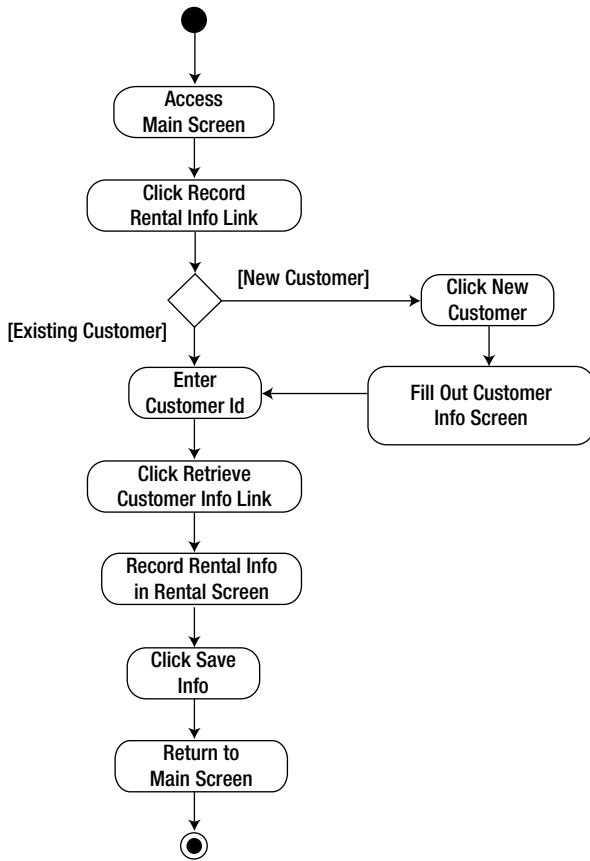 Access
Main Screen
Click Record
Rental Info Link
[New Customer]
Click New
Customer
[Existing Customer]
Enter
Customer Id
Fill Out Customer
Info Screen
Click Retrieve
Customer Info Link
Record Rental Info
in Rental Screen
Click Save
Info
Return to
Main Screen